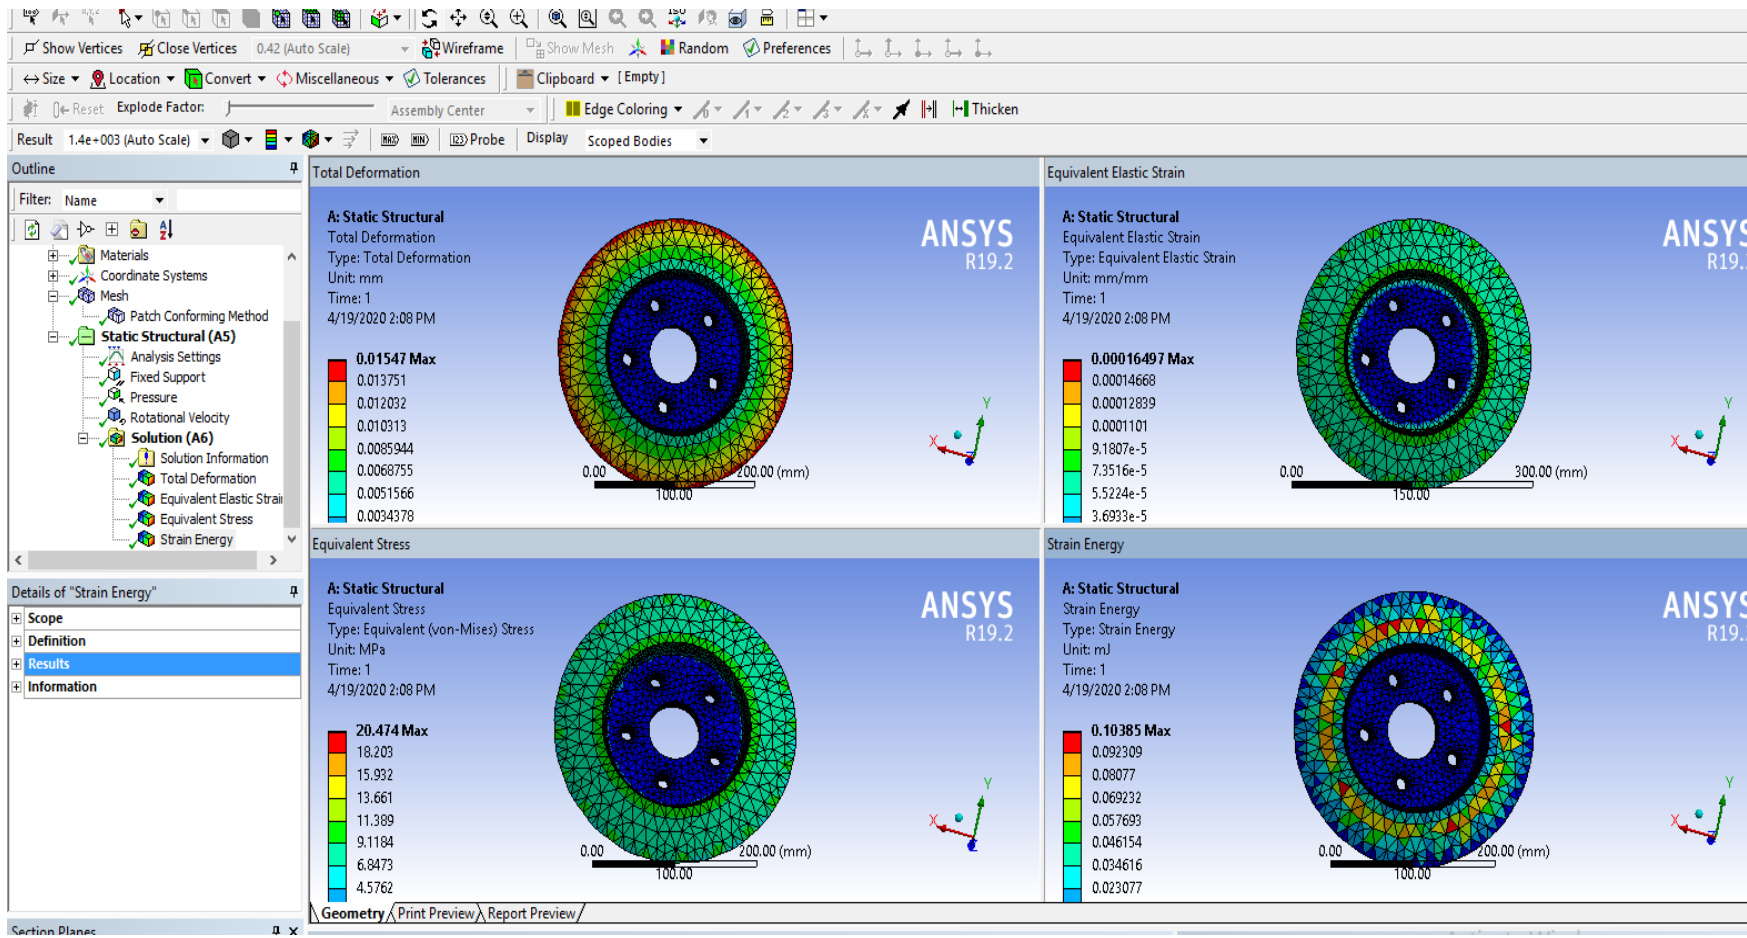 ISO
Show Vertices Close Vertices 0.42 (Auto Scale) Wireframe Show Mesh Random Preferences
Size Location Convert Miscellaneous Tolerances Clipboard [Empty]
Reset Explode Factor: Assembly Center Edge Coloring Thicken
Result 1.4e+003 (Auto Scale) MAX MIN Probe Display Scoped Bodies
Outline
Filter: Name
Materials
Coordinate Systems
Mesh
Patch Conforming Method
Static Structural (A5)
Analysis Settings
Fixed Support
Pressure
Rotational Velocity
Solution (A6)
Solution Information
Total Deformation
Equivalent Elastic Strai
Equivalent Stress
Strain Energy
Details of "Strain Energy"
Scope
Definition
Results
Information
Section Planes
Total Deformation
A: Static Structural
Total Deformation
Type: Total Deformation
Unit: mm
Time: 1
4/19/2020 2:08 PM
0.01547 Max
0.013751
0.012032
0.010313
0.0085944
0.0068755
0.0051566
0.0034378
ANSYS
R19.2
Y
X
0.00
200.00 (mm)
100.00
Equivalent Elastic Strain
A: Static Structural
Equivalent Elastic Strain
Type: Equivalent Elastic Strain
Unit: mm/mm
Time: 1
4/19/2020 2:08 PM
0.00016497 Max
0.00014668
0.00012839
0.0001101
9.1807e-5
7.3516e-5
5.5224e-5
3.6933e-5
ANSYS
R19.
Y
X
0.00
300.00 (mm)
150.00
Equivalent Stress
A: Static Structural
Equivalent Stress
Type: Equivalent (von-Mises) Stress
Unit: MPa
Time: 1
4/19/2020 2:08 PM
20.474 Max
18.203
15.932
13.661
11.389
9.1184
6.8473
4.5762
ANSYS
R19.2
Y
X
Z
0.00
200.00 (mm)
100.00
Strain Energy
A: Static Structural
Strain Energy
Type: Strain Energy
Unit: mJ
Time: 1
4/19/2020 2:08 PM
0.10385 Max
0.092309
0.08077
0.069232
0.057693
0.046154
0.034616
0.023077
ANSYS
R19.
Y
X
0.00
200.00 (mm)
100.00
Geometry Print Preview Report Preview